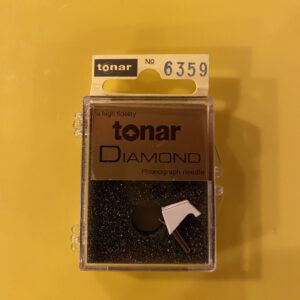 tonar
No
6359
a high fidelity
tonar
DIAMOND
Phonograph needle